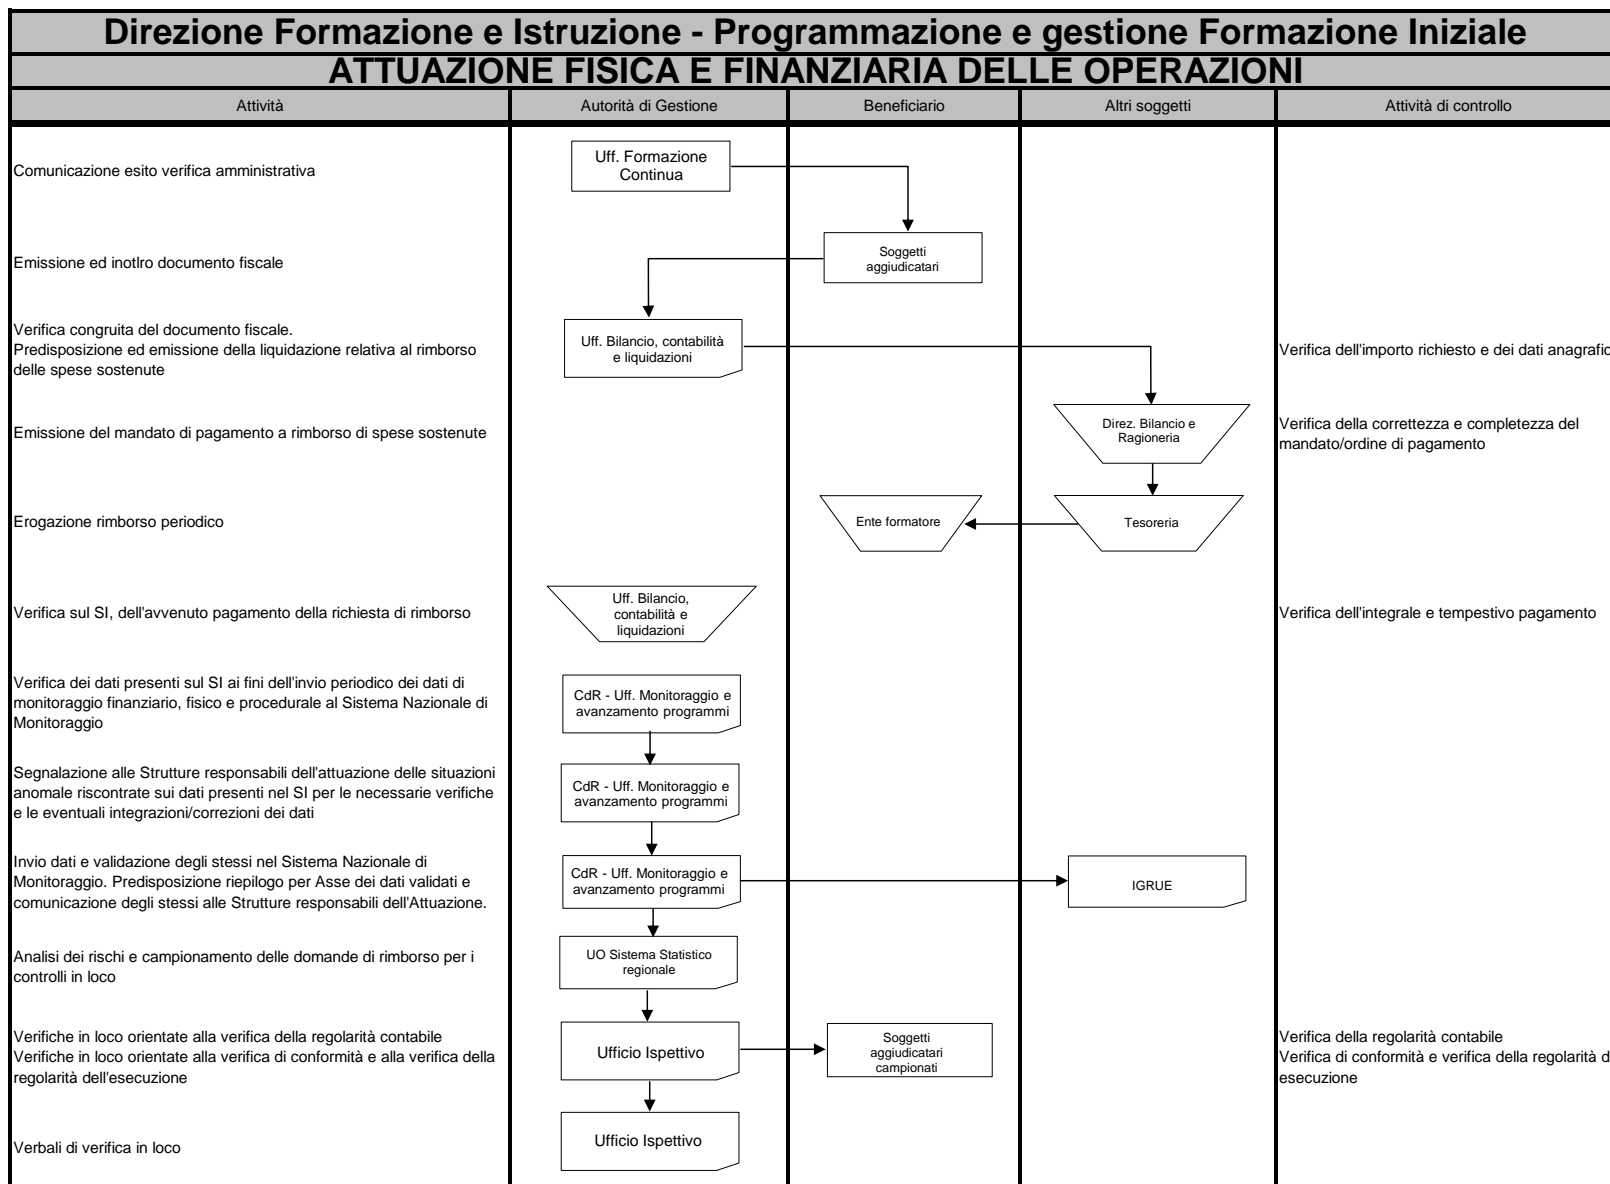 Direzione Formazione e Istruzione - Programmazione e gestione Formazione Iniziale
ATTUAZIONE FISICA E FINANZIARIA DELLE OPERAZIONI
Attività
Autorità di Gestione
Beneficiario
Altri soggetti
Attività di controllo
Comunicazione esito verifica amministrativa
Uff. Formazione
Continua
Emissione ed inotlro documento fiscale
Soggetti
aggiudicatari
Verifica congruita del documento fiscale.
Predisposizione ed emissione della liquidazione relativa al rimborso
delle spese sostenute
Uff. Bilancio, contabilità
e liquidazioni
Verifica dell'importo richiesto e dei dati anagrafic
Emissione del mandato di pagamento a rimborso di spese sostenute
Direz. Bilancio e
Ragioneria
Verifica della correttezza e completezza del
mandato/ordine di pagamento
Erogazione rimborso periodico
Ente formatore
Tesoreria
Verifica sul SI, dell'avvenuto pagamento della richiesta di rimborso
Uff. Bilancio,
contabilità e
liquidazioni
Verifica dell'integrale e tempestivo pagamento
Verifica dei dati presenti sul SI ai fini dell'invio periodico dei dati di
monitoraggio finanziario, fisico e procedurale al Sistema Nazionale di
Monitoraggio
CdR - Uff. Monitoraggio e
avanzamento programmi
Segnalazione alle Strutture responsabili dell'attuazione delle situazioni
anomale riscontrate sui dati presenti nel SI per le necessarie verifiche
e le eventuali integrazioni/correzioni dei dati
CdR - Uff. Monitoraggio e
avanzamento programmi
Invio dati e validazione degli stessi nel Sistema Nazionale di
Monitoraggio. Predisposizione riepilogo per Asse dei dati validati e
comunicazione degli stessi alle Strutture responsabili dell'Attuazione.
CdR - Uff. Monitoraggio e
avanzamento programmi
IGRUE
Analisi dei rischi e campionamento delle domande di rimborso per i
controlli in loco
UO Sistema Statistico
regionale
Verifiche in loco orientate alla verifica della regolarità contabile
Verifiche in loco orientate alla verifica di conformità e alla verifica della
regolarità dell'esecuzione
Ufficio Ispettivo
Soggetti
aggiudicatari
campionati
Verifica della regolarità contabile
Verifica di conformità e verifica della regolarità d
esecuzione
Verbali di verifica in loco
Ufficio Ispettivo